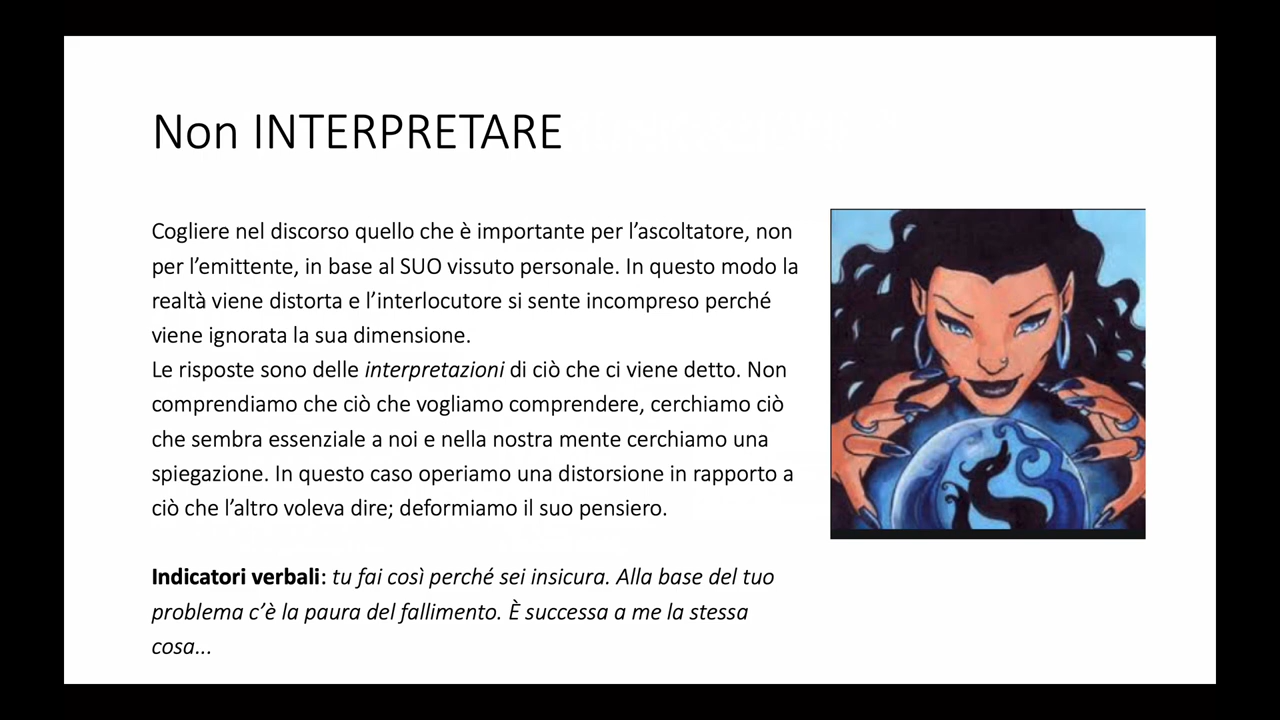 Non INTERPRETARE
Cogliere nel discorso quello che è importante per l’ascoltatore, non
per l’emittente, in base al SUO vissuto personale. In questo modo la
realtà viene distorta e l’interlocutore si sente incompreso perché
viene ignorata la sua dimensione.
Le risposte sono delle interpretazioni di ciò che ci viene detto. Non
comprendiamo che ciò che vogliamo comprendere, cerchiamo ciò
che sembra essenziale a noi e nella nostra mente cerchiamo una
spiegazione. In questo caso operiamo una distorsione in rapporto a
ciò che l’altro voleva dire; deformiamo il suo pensiero.
Indicatori verbali: tu fai così perché sei insicura. Alla base del tuo
problema c’è la paura del fallimento. È successa a me la stessa
cosa...